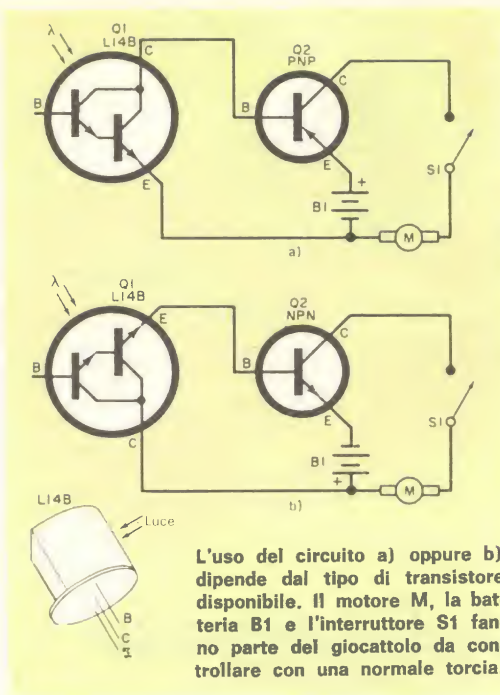 Q1
L14B
λ
C
B
E
Q2
PNP
B
C
E
+
B1
S1
M
a)
Q1
L14B
λ
E
B
C
Q2
NPN
B
C
E
B1
+
S1
M
b)
L14B
Luce
B
C
E
L'uso del circuito a) oppure b)
dipende dal tipo di transistore
disponibile. Il motore M, la bat
teria B1 e l'interruttore S1 fan
no parte del giocattolo da con
trollare con una normale torcia